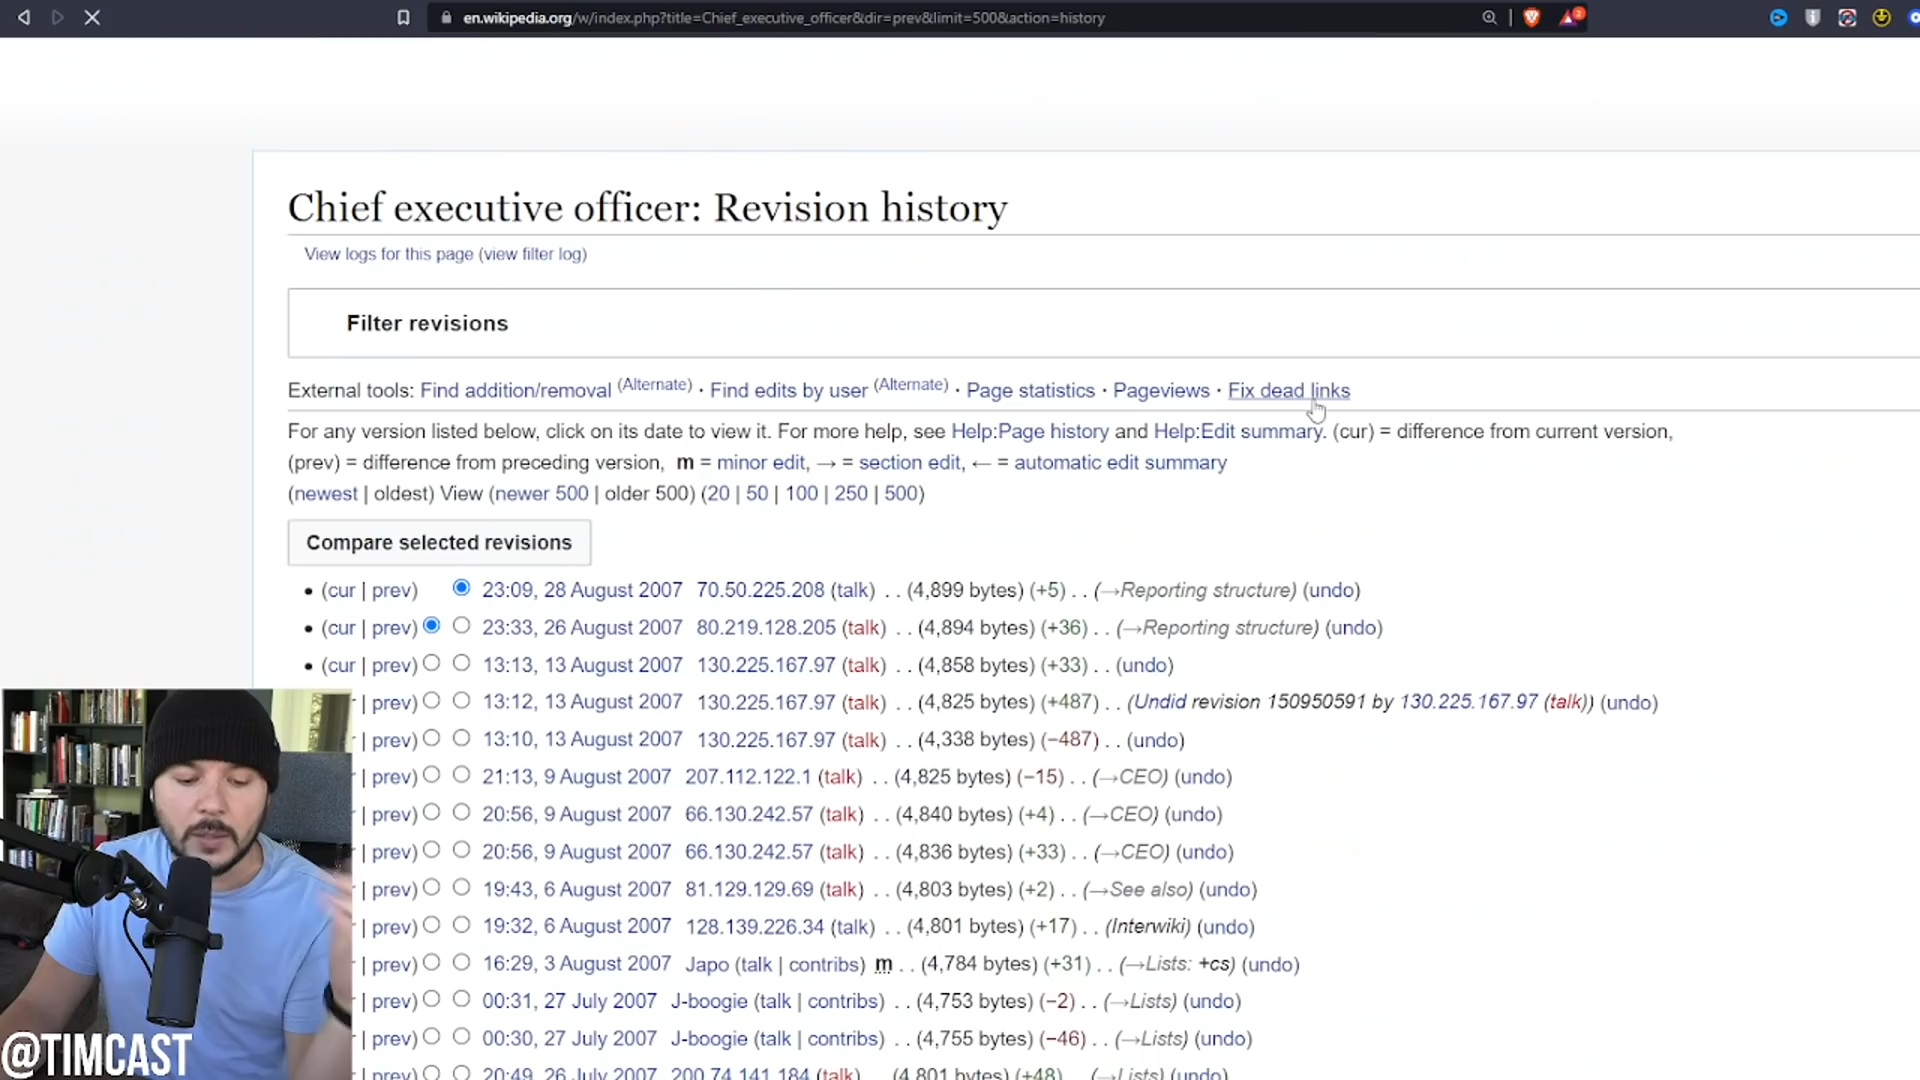 en.wikipedia.org/w/index.php?title=Chief_executive_officer&dir=prev&limit=500&action=history
Chief executive officer: Revision history
View logs for this page (view filter log)
Filter revisions
External tools: Find addition/removal (Alternate) · Find edits by user (Alternate) · Page statistics · Pageviews · Fix dead links
For any version listed below, click on its date to view it. For more help, see Help:Page history and Help:Edit summary. (cur) = difference from current version,
(prev) = difference from preceding version, m = minor edit, → = section edit, ← = automatic edit summary
(newest | oldest) View (newer 500 | older 500) (20 | 50 | 100 | 250 | 500)
Compare selected revisions
• (cur | prev) 23:09, 28 August 2007 70.50.225.208 (talk) . . (4,899 bytes) (+5) . . (→Reporting structure) (undo)
• (cur | prev) 23:33, 26 August 2007 80.219.128.205 (talk) . . (4,894 bytes) (+36) . . (→Reporting structure) (undo)
• (cur | prev) 13:13, 13 August 2007 130.225.167.97 (talk) . . (4,858 bytes) (+33) . . (undo)
| prev) 13:12, 13 August 2007 130.225.167.97 (talk) . . (4,825 bytes) (+487) . . (Undid revision 150950591 by 130.225.167.97 (talk)) (undo)
| prev) 13:10, 13 August 2007 130.225.167.97 (talk) . . (4,338 bytes) (−487) . . (undo)
| prev) 21:13, 9 August 2007 207.112.122.1 (talk) . . (4,825 bytes) (−15) . . (→CEO) (undo)
| prev) 20:56, 9 August 2007 66.130.242.57 (talk) . . (4,840 bytes) (+4) . . (→CEO) (undo)
| prev) 20:56, 9 August 2007 66.130.242.57 (talk) . . (4,836 bytes) (+33) . . (→CEO) (undo)
| prev) 19:43, 6 August 2007 81.129.129.69 (talk) . . (4,803 bytes) (+2) . . (→See also) (undo)
| prev) 19:32, 6 August 2007 128.139.226.34 (talk) . . (4,801 bytes) (+17) . . (Interwiki) (undo)
| prev) 16:29, 3 August 2007 Japo (talk | contribs) m . . (4,784 bytes) (+31) . . (→Lists: +cs) (undo)
| prev) 00:31, 27 July 2007 J-boogie (talk | contribs) . . (4,753 bytes) (−2) . . (→Lists) (undo)
| prev) 00:30, 27 July 2007 J-boogie (talk | contribs) . . (4,755 bytes) (−46) . . (→Lists) (undo)
| prev) 20:49, 26 July 2007 200.74.141.184 (talk) . . (4,801 bytes) (+48) . . (→Lists) (undo)
@TIMCAST